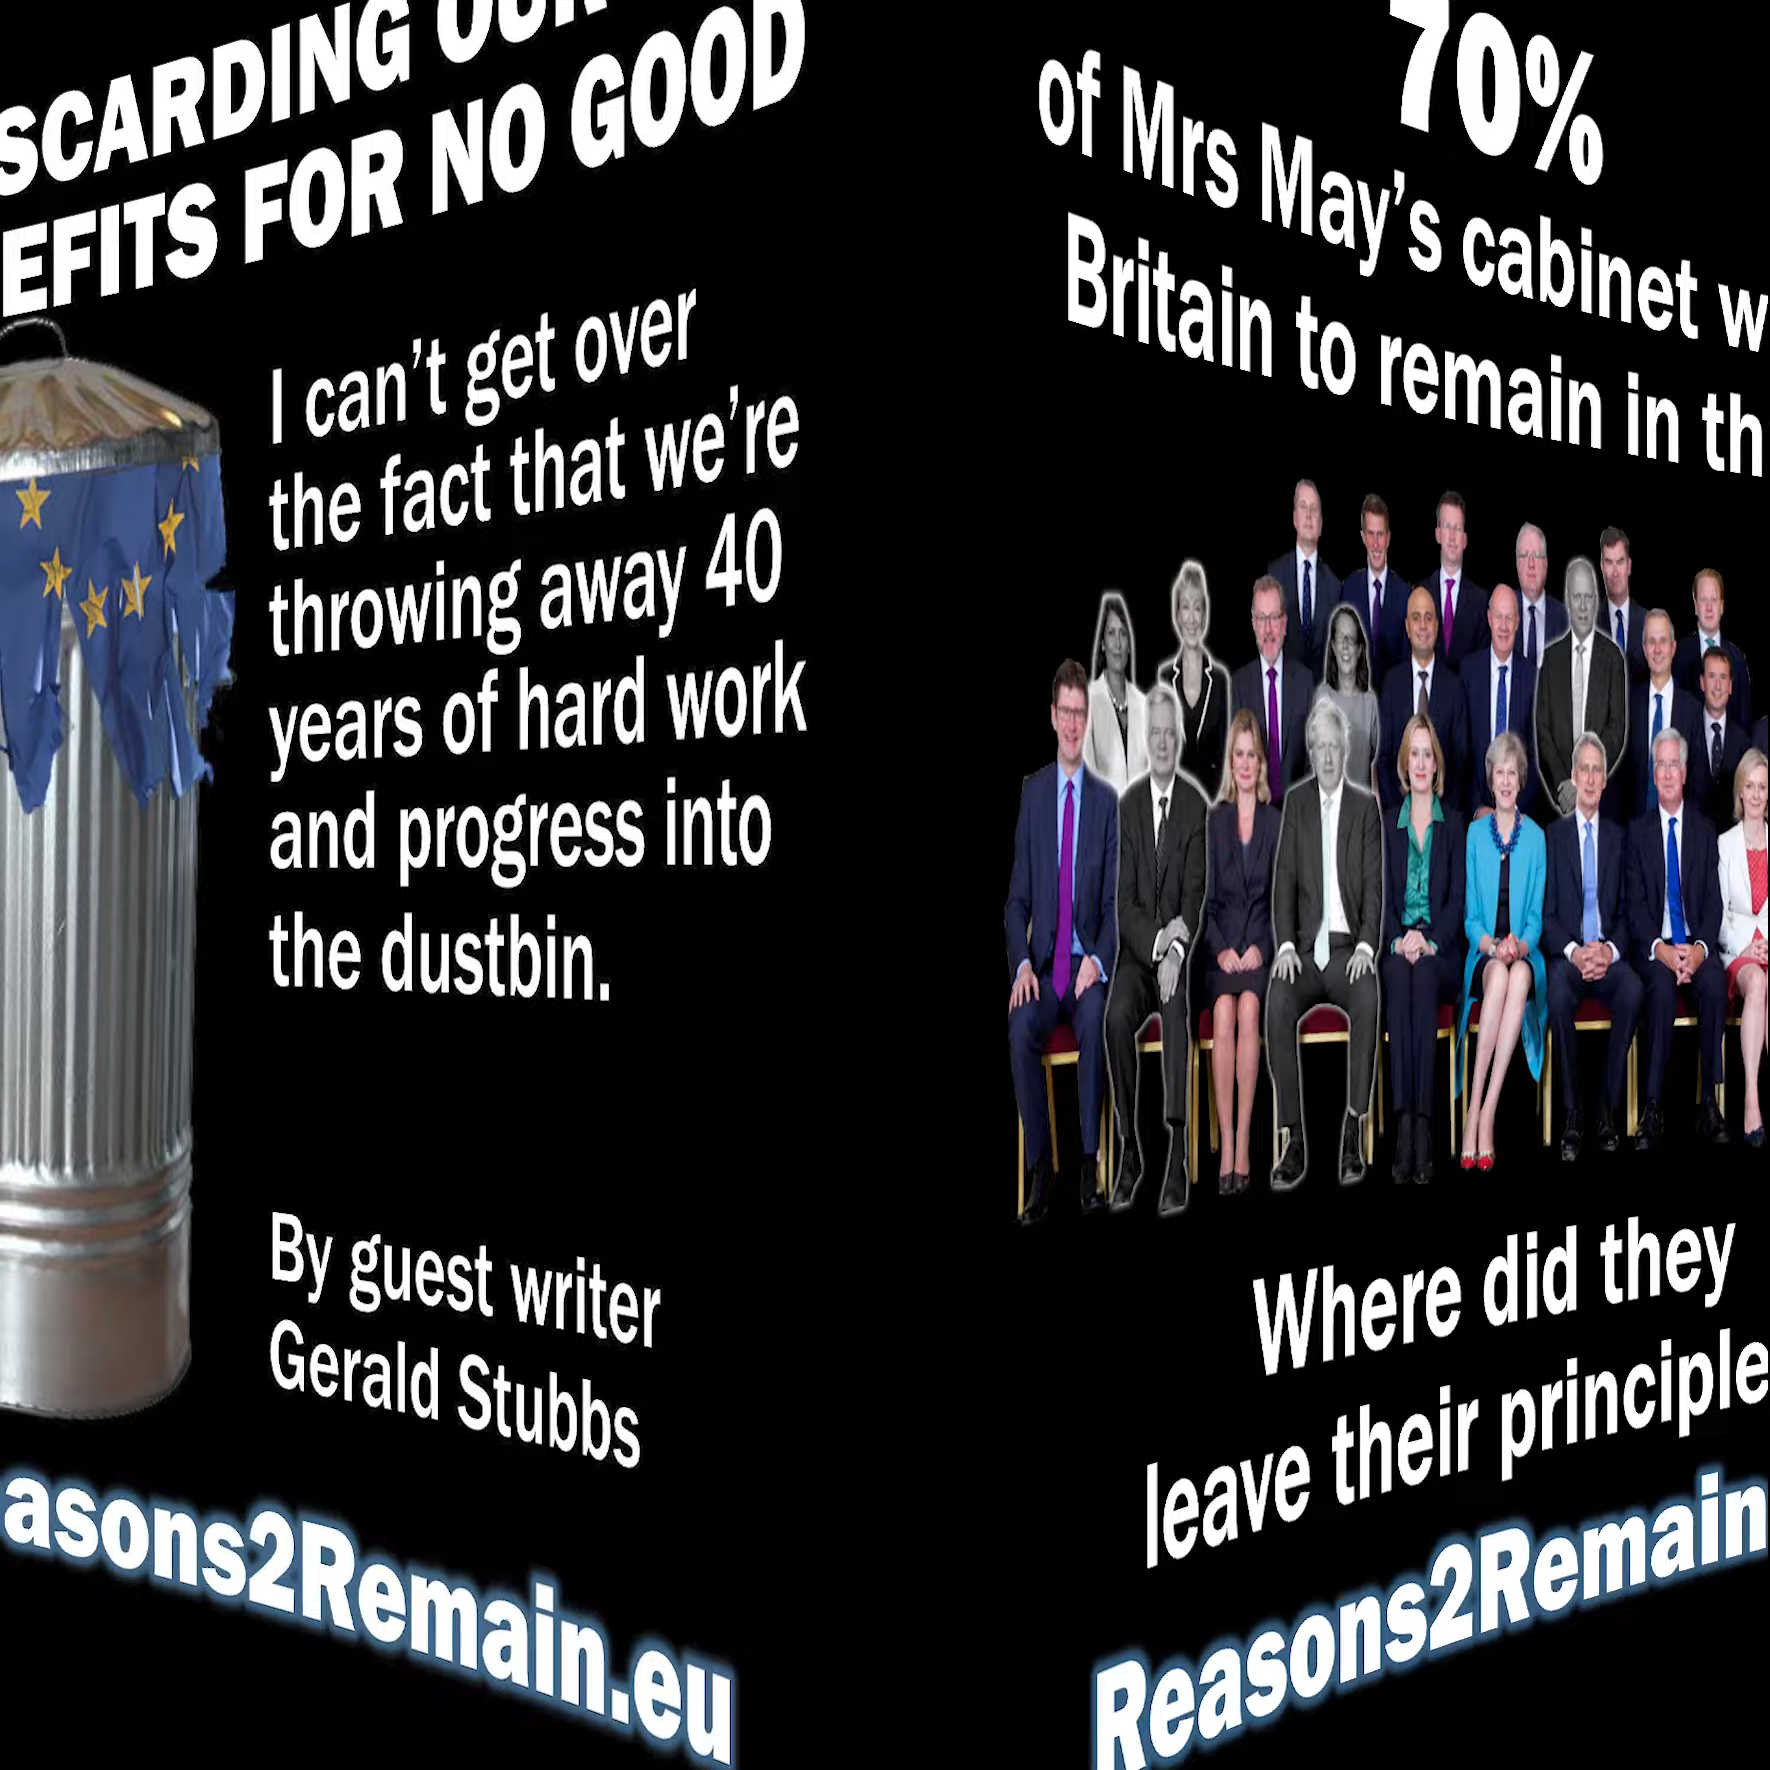 SCARDING OUR
EFITS FOR NO GOOD
I can't get over
the fact that we're
throwing away 40
years of hard work
and progress into
the dustbin.
By guest writer
Gerald Stubbs
asons2Remain.eu
70%
of Mrs May's cabinet w
Britain to remain in th
Where did they
leave their principle
Reasons2Remain